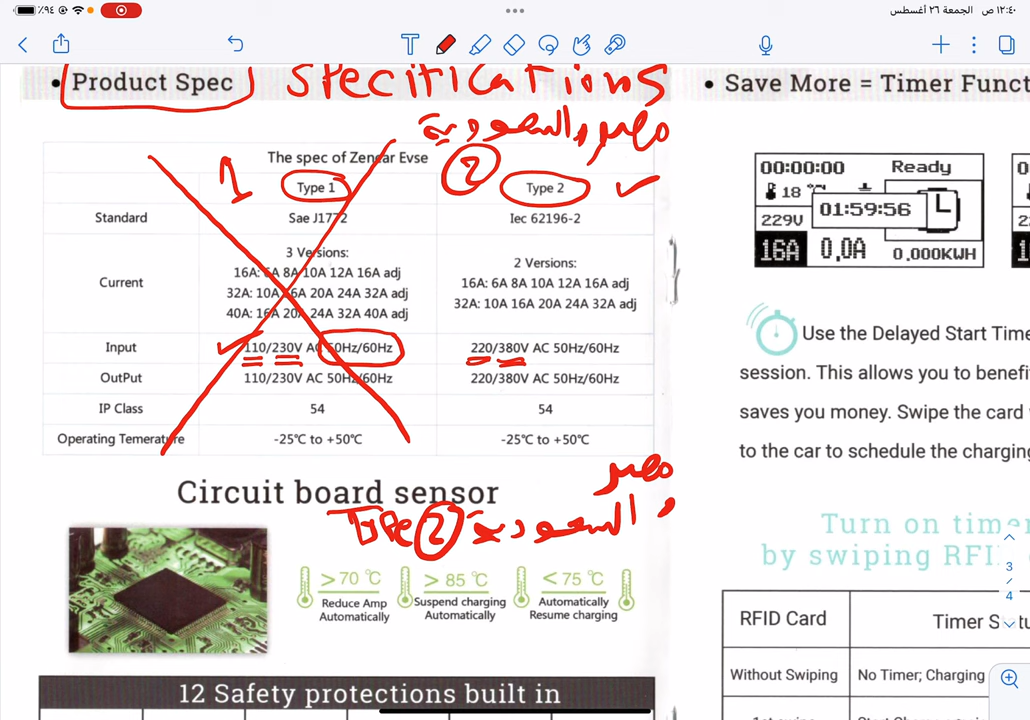 ٩٤٪
١٢:٤٠ ص الجمعة ٢٦ أغسطس
• Product Spec
Specifications
• Save More = Timer Funct
مصر والسعودية
The spec of Zencar Evse
1
2
Type 1
Type 2
Standard
Sae J1772
Iec 62196-2
Current
3 Versions:
16A: 6A 8A 10A 12A 16A adj
32A: 10A 16A 20A 24A 32A adj
40A: 16A 20A 24A 32A 40A adj
2 Versions:
16A: 6A 8A 10A 12A 16A adj
32A: 10A 16A 20A 24A 32A adj
Input
110/230V AC 50Hz/60Hz
220/380V AC 50Hz/60Hz
OutPut
110/230V AC 50Hz/60Hz
220/380V AC 50Hz/60Hz
IP Class
54
54
Operating Temerature
-25℃ to +50℃
-25℃ to +50℃
مصر
والسعودية Type 2
Circuit board sensor
>70 ℃
Reduce Amp
Automatically
>85 ℃
Suspend charging
Automatically
<75 ℃
Automatically
Resume charging
12 Safety protections built in
00:00:00
Ready
18
01:59:56
229V
16A
0,0A
0,000KWH
Use the Delayed Start Time
session. This allows you to benefi
saves you money. Swipe the card
to the car to schedule the charging
Turn on time
by swiping RFI
3
4
RFID Card
Timer S
tu
Without Swiping
No Timer; Charging